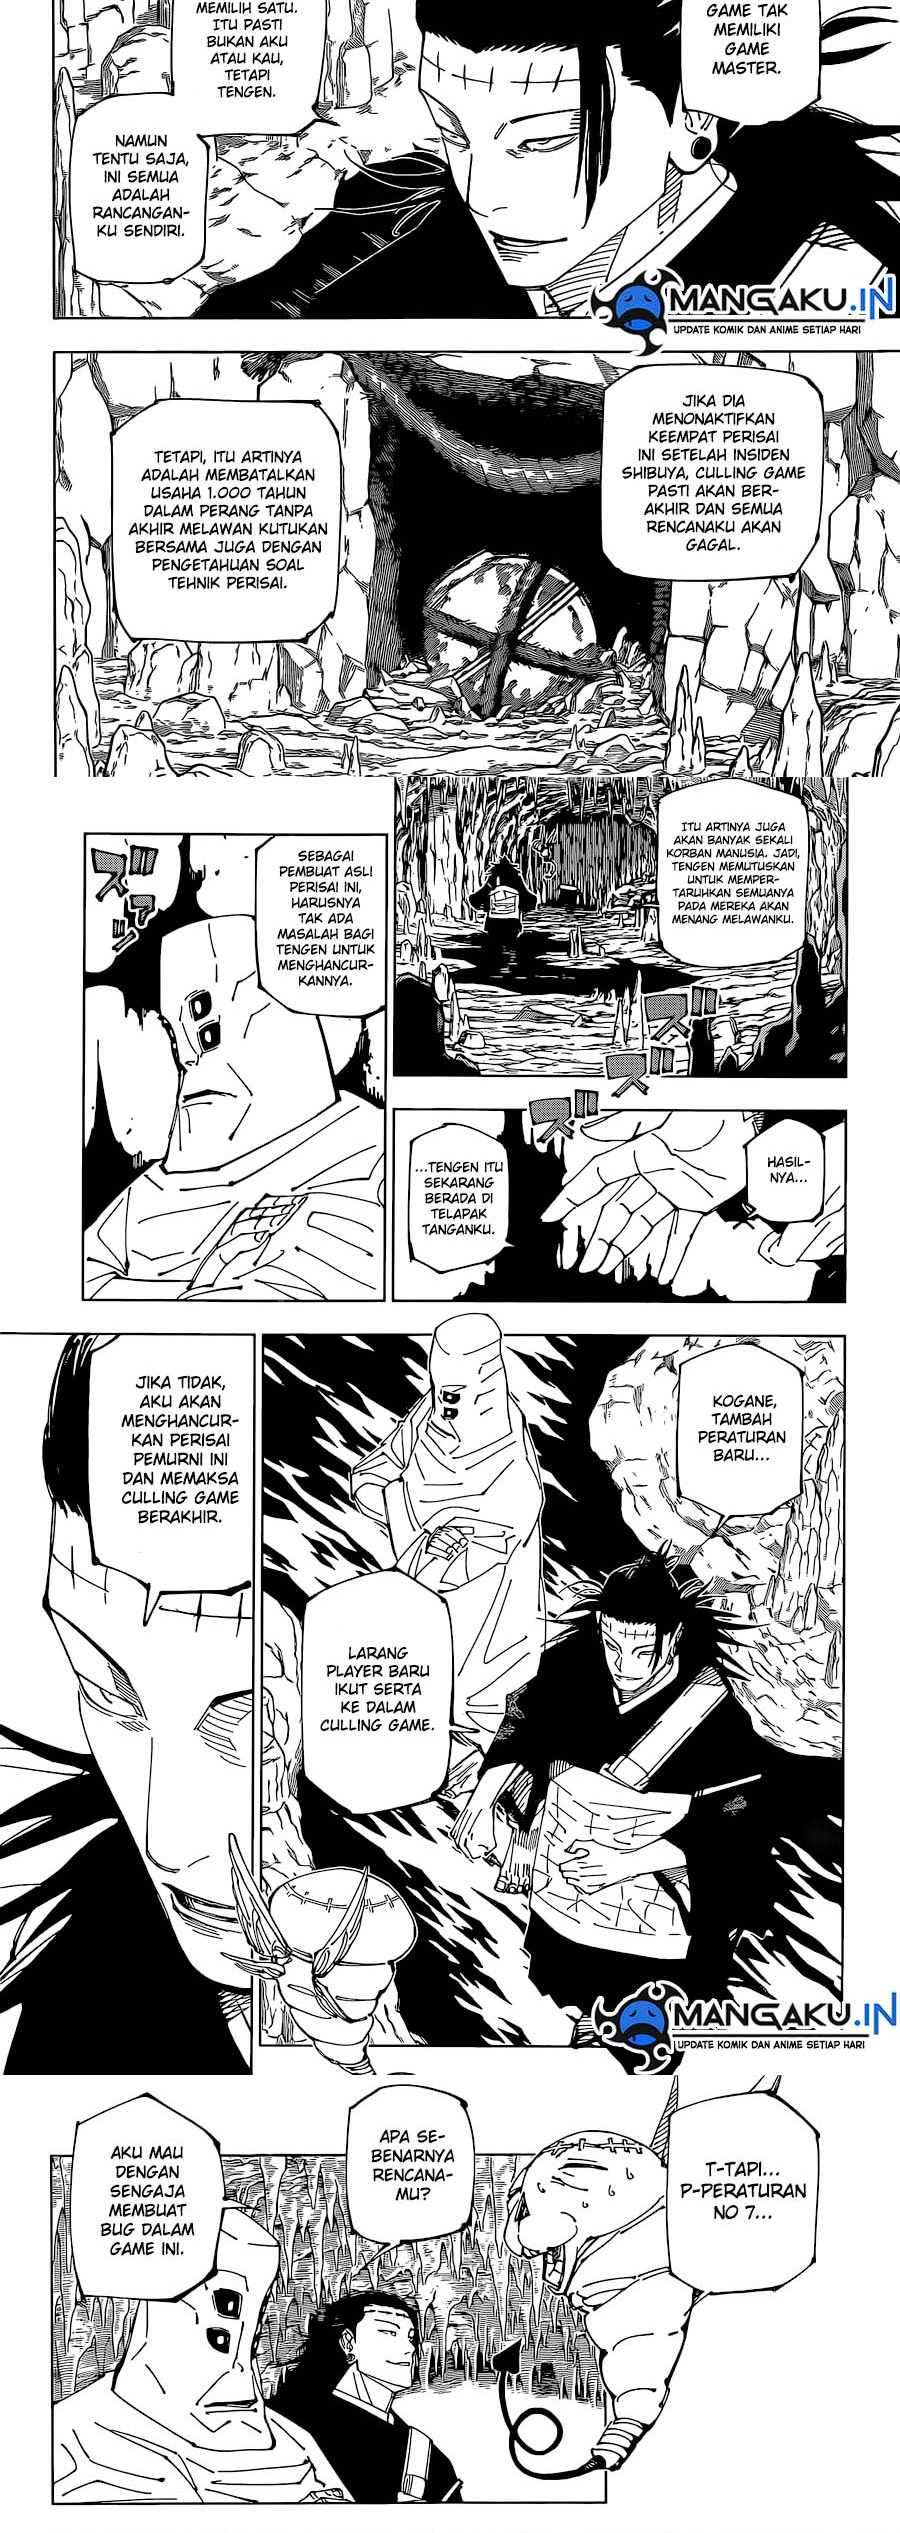 GAME TAK
MEMILIKI
GAME
MASTER.
MEMILIH SATU.
ITU PASTI
BUKAN AKU
ATAU KAU,
TETAPI
TENGEN.
NAMUN
TENTU SAJA,
INI SEMUA
ADALAH
RANCANGAN-
KU SENDIRI.
MANGAKU.IN
UPDATE KOMIK DAN ANIME SETIAP HARI
JIKA DIA
MENONAKTIFKAN
KEEMPAT PERISAI
INI SETELAH INSIDEN
SHIBUYA, CULLING GAME
PASTI AKAN BER-
AKHIR DAN SEMUA
RENCANAKU AKAN
GAGAL.
TETAPI, ITU ARTINYA
ADALAH MEMBATALKAN
USAHA 1.000 TAHUN
DALAM PERANG TANPA
AKHIR MELAWAN KUTUKAN
BERSAMA JUGA DENGAN
PENGETAHUAN SOAL
TEHNIK PERISAI.
ITU ARTINYA JUGA
AKAN BANYAK SEKALI
KORBAN MANUSIA. JADI,
TENGEN MEMUTUSKAN
UNTUK MEMPER-
TARUHKAN SEMUANYA
PADA MEREKA AKAN
MENANG MELAWANKU.
ズズズ
SEBAGAI
PEMBUAT ASLI
PERISAI INI,
HARUSNYA
TAK ADA
MASALAH BAGI
TENGEN UNTUK
MENGHANCUR-
KANNYA.
ズズァ
HASIL-
NYA...
...TENGEN ITU
SEKARANG
BERADA DI
TELAPAK
TANGANKU.
KOGANE,
TAMBAH
PERATURAN
BARU...
LARANG
PLAYER BARU
IKUT SERTA
KE DALAM
CULLING GAME.
JIKA TIDAK,
AKU AKAN
MENGHANCUR-
KAN PERISAI
PEMURNI INI
DAN MEMAKSA
CULLING GAME
BERAKHIR.
MANGAKU.IN
UPDATE KOMIK DAN ANIME SETIAP HARI
T-TAPI...
P-PERATURAN
NO 7...
APA SE-
BENARNYA
RENCANA-
MU?
AKU MAU
DENGAN
SENGAJA
MEMBUAT
BUG DALAM
GAME INI.